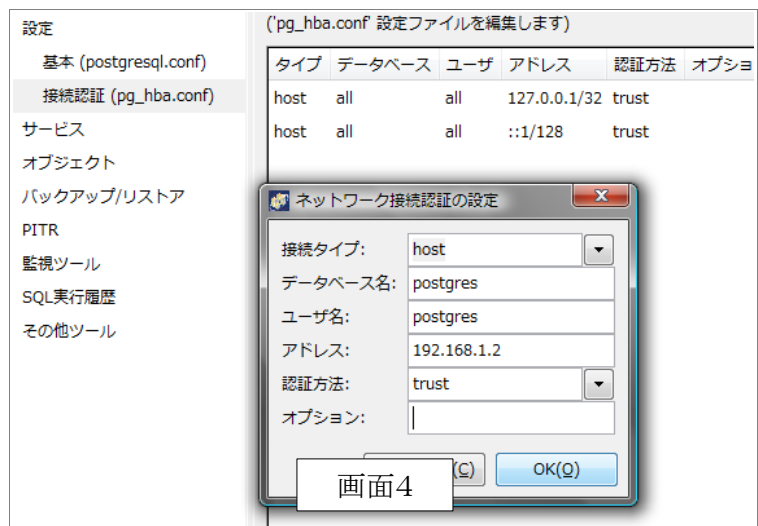 設定
基本 (postgresql.conf)
接続認証 (pg_hba.conf)
サービス
オブジェクト
バックアップ/リストア
PITR
監視ツール
SQL実行履歴
その他ツール
('pg_hba.conf' 設定ファイルを編集します)
タイプ データベース ユーザ アドレス 認証方法 オプショ
host all all 127.0.0.1/32 trust
host all all ::1/128 trust
ネットワーク接続認証の設定
接続タイプ: host
データベース名: postgres
ユーザ名: postgres
アドレス: 192.168.1.2
認証方法: trust
オプション:
(C) OK(O)
画面4